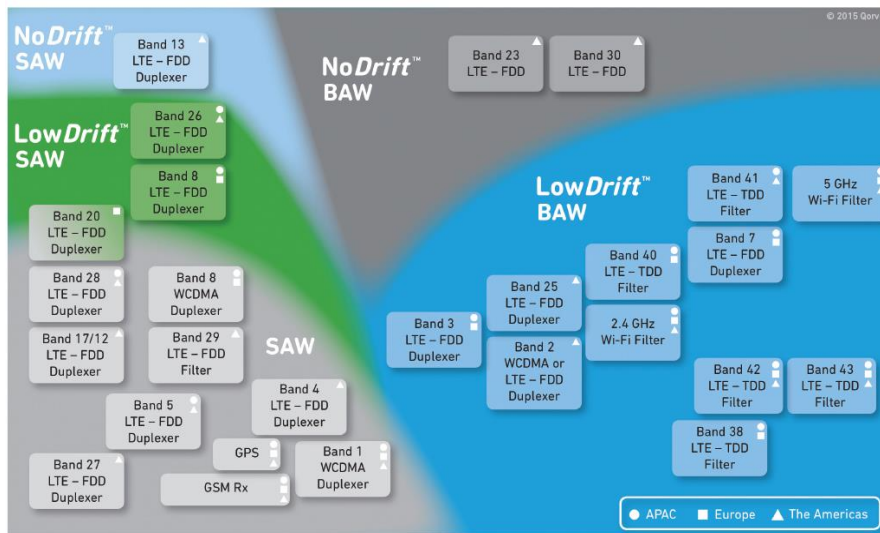 © 2015 Qorv
NoDrift™
SAW
Band 13
LTE – FDD
Duplexer
NoDrift™
BAW
Band 23
LTE – FDD
Band 30
LTE – FDD
LowDrift™
SAW
Band 26
LTE – FDD
Duplexer
Band 8
LTE – FDD
Duplexer
Band 20
LTE – FDD
Duplexer
LowDrift™
BAW
Band 41
LTE – TDD
Filter
5 GHz
Wi-Fi Filter
Band 7
LTE – FDD
Duplexer
Band 40
LTE – TDD
Filter
Band 25
LTE – FDD
Duplexer
2.4 GHz
Wi-Fi Filter
Band 3
LTE – FDD
Duplexer
Band 2
WCDMA or
LTE – FDD
Duplexer
Band 42
LTE – TDD
Filter
Band 43
LTE – TDD
Filter
Band 38
LTE – TDD
Filter
SAW
Band 28
LTE – FDD
Duplexer
Band 8
WCDMA
Duplexer
Band 17/12
LTE – FDD
Duplexer
Band 29
LTE – FDD
Filter
Band 4
LTE – FDD
Duplexer
Band 5
LTE – FDD
Duplexer
GPS
Band 1
WCDMA
Duplexer
Band 27
LTE – FDD
Duplexer
GSM Rx
APAC
Europe
The Americas